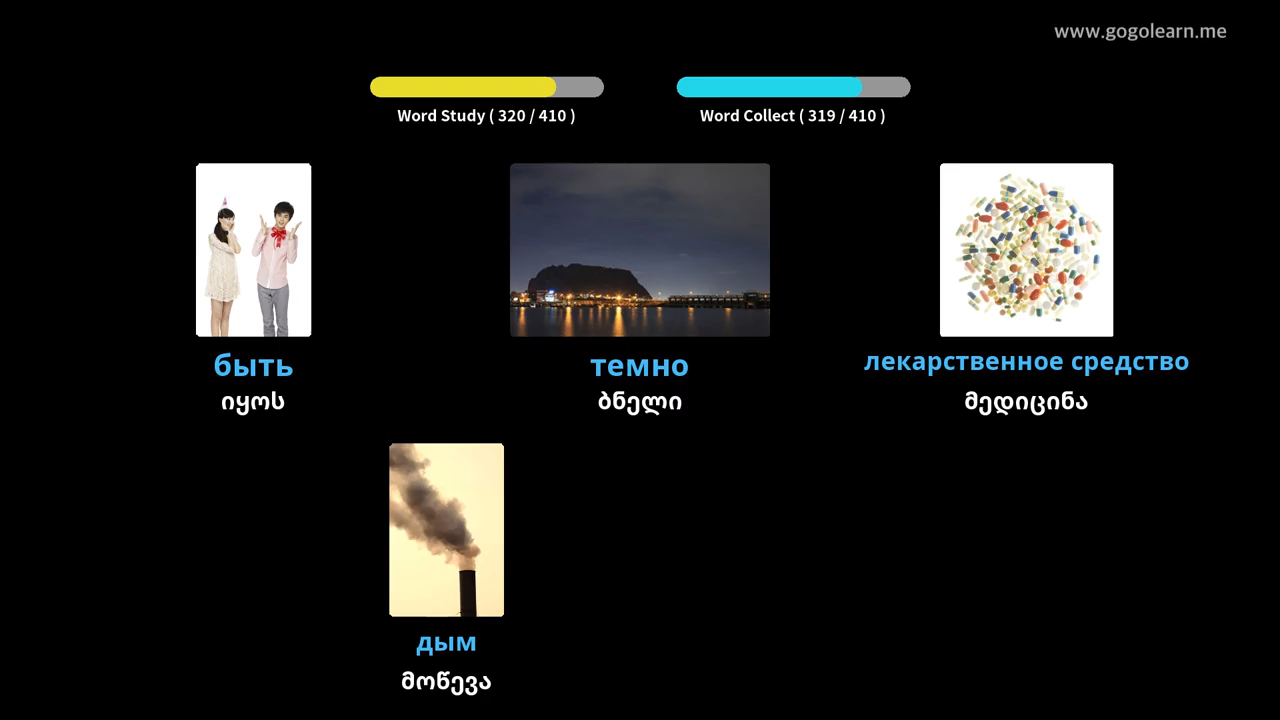 www.gogolearn.me
Word Study ( 320 / 410 )
Word Collect ( 319 / 410 )
быть
იყოს
темно
ბნელი
лекарственное средство
მედიცინა
дым
მოწევა